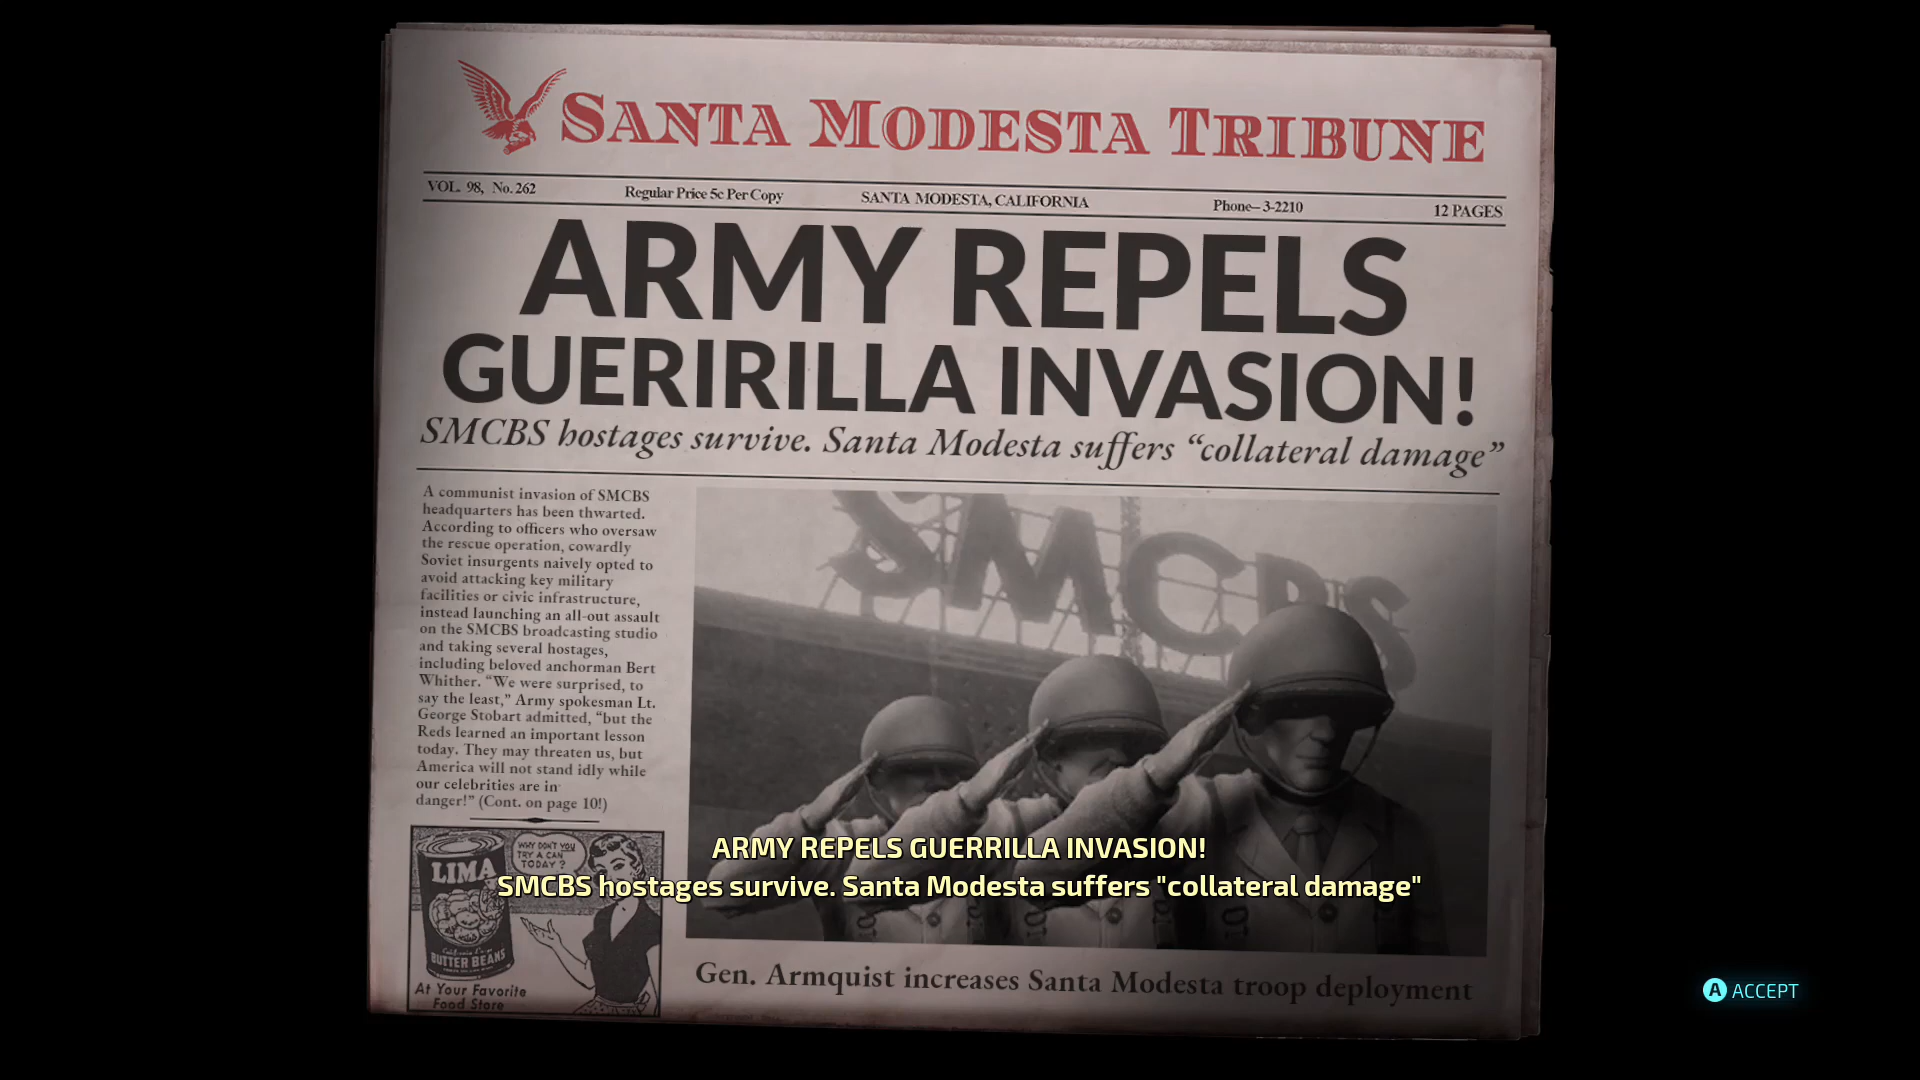 SANTA MODESTA TRIBUNE
VOL. 98, No. 262 Regular Price 5c Per Copy SANTA MODESTA, CALIFORNIA Phone– 3-2210 12 PAGES
ARMY REPELS
GUERIRILLA INVASION!
SMCBS hostages survive. Santa Modesta suffers “collateral damage”
A communist invasion of SMCBS
headquarters has been thwarted.
According to officers who oversaw
the rescue operation, cowardly
Soviet insurgents naively opted to
avoid attacking key military
facilities or civic infrastructure,
instead launching an all-out assault
on the SMCBS broadcasting studio
and taking several hostages,
including beloved anchorman Bert
Whither. “We were surprised, to
say the least,” Army spokesman Lt.
George Stobart admitted, “but the
Reds learned an important lesson
today. They may threaten us, but
America will not stand idly while
our celebrities are in
danger!” (Cont. on page 10!)
SMCBS
WHY DON'T YOU
TRY A CAN
TODAY?
LIMA
BUTTER BEANS
At Your Favorite
Food Store
ARMY REPELS GUERRILLA INVASION!
SMCBS hostages survive. Santa Modesta suffers "collateral damage"
Gen. Armquist increases Santa Modesta troop deployment
A ACCEPT